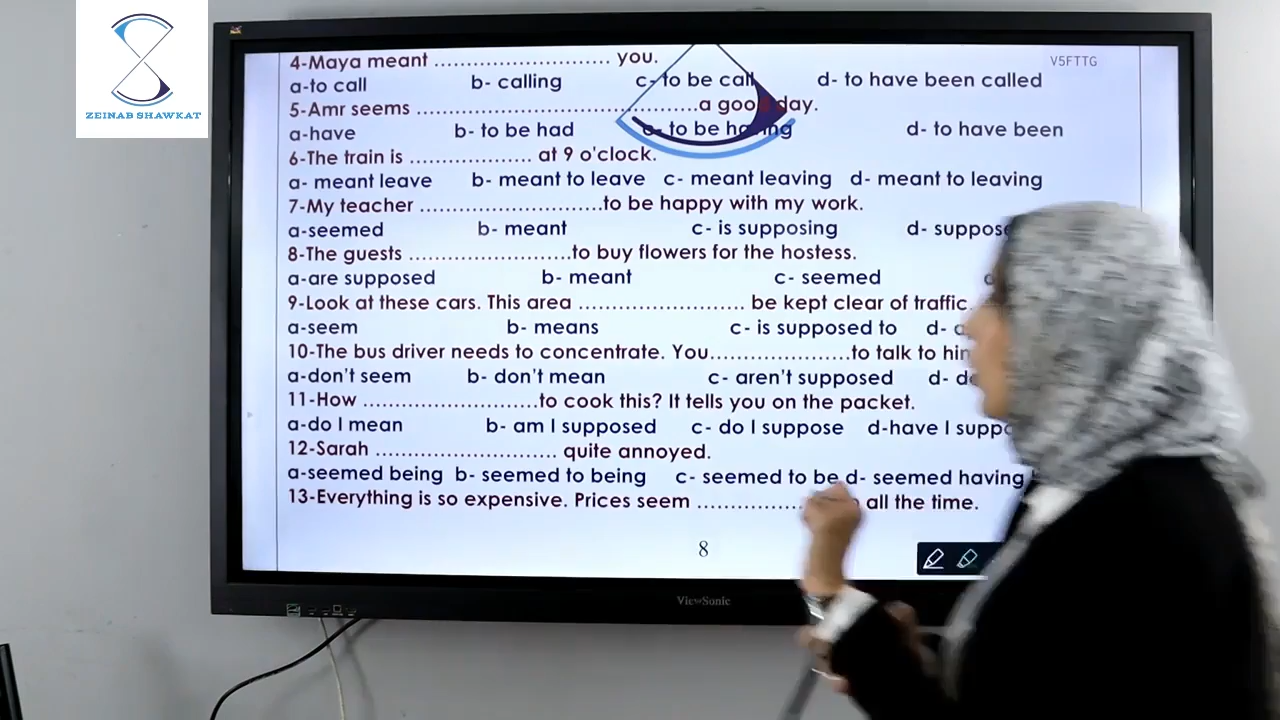 ZEINAB SHAWKAT
V5FTTG
4-Maya meant ............................ you.
a-to call b- calling c- to be call d- to have been called
5-Amr seems .............................................a good day.
a-have b- to be had c- to be having d- to have been
6-The train is ................... at 9 o'clock.
a- meant leave b- meant to leave c- meant leaving d- meant to leaving
7-My teacher .............................to be happy with my work.
a-seemed b- meant c- is supposing d-
8-The guests .........................to buy flowers for the hostess.
a-are supposed b- meant c- seemed
9-Look at these cars. This area .......................... be kept clear of traffic.
a-seem b- means c- is supposed to d-
10-The bus driver needs to concentrate. You......................to talk to
a-don't seem b- don't mean c- aren't supposed d-
11-How ............................to cook this? It tells you on the packet.
a-do I mean b- am I supposed c- do I suppose d-have I
12-Sarah ............................. quite annoyed.
a-seemed being b- seemed to being c- seemed to be d- seemed having
13-Everything is so expensive. Prices seem ................. all the time.
8
ViewSonic